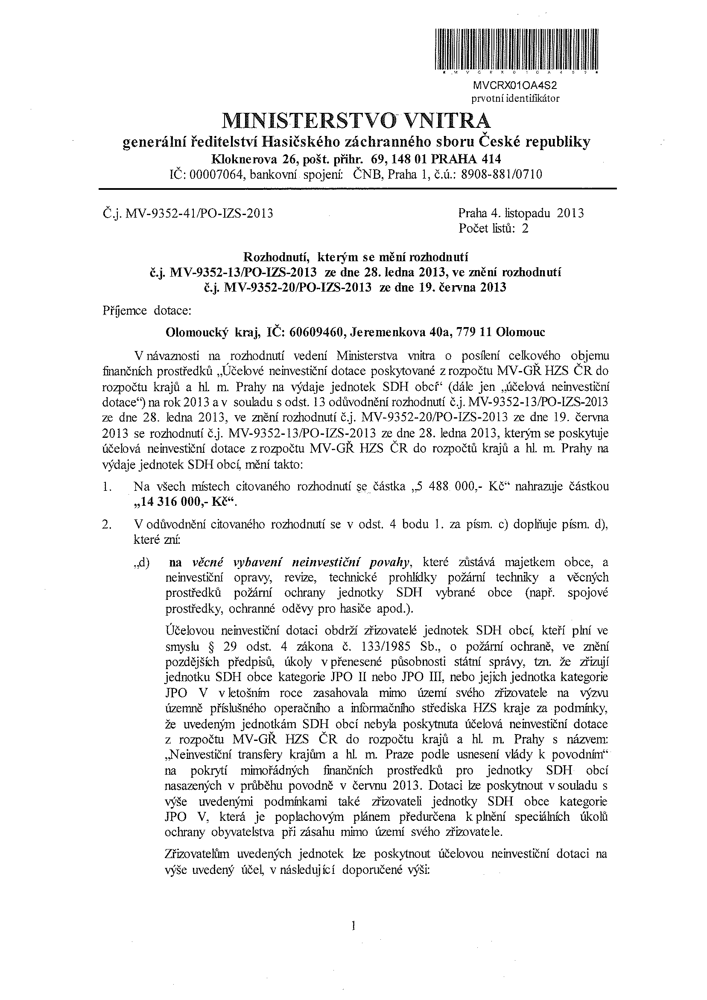 MVCRX01OA4S2
prvotní identifikátor
MINISTERSTVO VNITRA
generální ředitelství Hasičského záchranného sboru České republiky
Kloknerova 26, pošt. přihr. 69, 148 01 PRAHA 414
IČ: 00007064, bankovní spojení: ČNB, Praha 1, č.ú.: 8908-881/0710
Č.j. MV-9352-41/PO-IZS-2013
Praha 4. listopadu 2013
Počet listů: 2
Rozhodnutí, kterým se mění rozhodnutí
č.j. MV-9352-13/PO-IZS-2013 ze dne 28. ledna 2013, ve znění rozhodnutí
č.j. MV-9352-20/PO-IZS-2013 ze dne 19. června 2013
Příjemce dotace:
Olomoucký kraj, IČ: 60609460, Jeremenkova 40a, 779 11 Olomouc
V návaznosti na rozhodnutí vedení Ministerstva vnitra o posílení celkového objemu
finančních prostředků „Účelové neinvestiční dotace poskytované z rozpočtu MV-GŘ HZS ČR do
rozpočtu krajů a hl. m. Prahy na výdaje jednotek SDH obcí“ (dále jen „účelová neinvestiční
dotace“) na rok 2013 a v souladu s odst. 13 odůvodnění rozhodnutí č.j. MV-9352-13/PO-IZS-2013
ze dne 28. ledna 2013, ve znění rozhodnutí č.j. MV-9352-20/PO-IZS-2013 ze dne 19. června
2013 se rozhodnutí č.j. MV-9352-13/PO-IZS-2013 ze dne 28. ledna 2013, kterým se poskytuje
účelová neinvestiční dotace z rozpočtu MV-GŘ HZS ČR do rozpočtů krajů a hl. m. Prahy na
výdaje jednotek SDH obcí, mění takto:
1. Na všech místech citovaného rozhodnutí se částka „5 488 000,- Kč“ nahrazuje částkou
„14 316 000,- Kč“.
2. V odůvodnění citovaného rozhodnutí se v odst. 4 bodu 1. za písm. c) doplňuje písm. d),
které zní:
„d) na věcné vybavení neinvestiční povahy, které zůstává majetkem obce, a
neinvestiční opravy, revize, technické prohlídky požární techniky a věcných
prostředků požární ochrany jednotky SDH vybrané obce (např. spojové
prostředky, ochranné oděvy pro hasiče apod.).
Účelovou neinvestiční dotaci obdrží zřizovatelé jednotek SDH obcí, kteří plní ve
smyslu § 29 odst. 4 zákona č. 133/1985 Sb., o požární ochraně, ve znění
pozdějších předpisů, úkoly v přenesené působnosti státní správy, tzn. že zřizují
jednotku SDH obce kategorie JPO II nebo JPO III, nebo jejich jednotka kategorie
JPO V v letošním roce zasahovala mimo území svého zřizovatele na výzvu
územně příslušného operačního a informačního střediska HZS kraje za podmínky,
že uvedeným jednotkám SDH obcí nebyla poskytnuta účelová neinvestiční dotace
z rozpočtu MV-GŘ HZS ČR do rozpočtu krajů a hl. m. Prahy s názvem:
„Neinvestiční transfery krajům a hl. m. Praze podle usnesení vlády k povodním“
na pokrytí mimořádných finančních prostředků pro jednotky SDH obcí
nasazených v průběhu povodně v červnu 2013. Dotaci lze poskytnout v souladu s
výše uvedenými podmínkami také zřizovateli jednotky SDH obce kategorie
JPO V, která je poplachovým plánem předurčena k plnění speciálních úkolů
ochrany obyvatelstva při zásahu mimo území svého zřizovatele.
Zřizovatelům uvedených jednotek lze poskytnout účelovou neinvestiční dotaci na
výše uvedený účel, v následující doporučené výši:
1